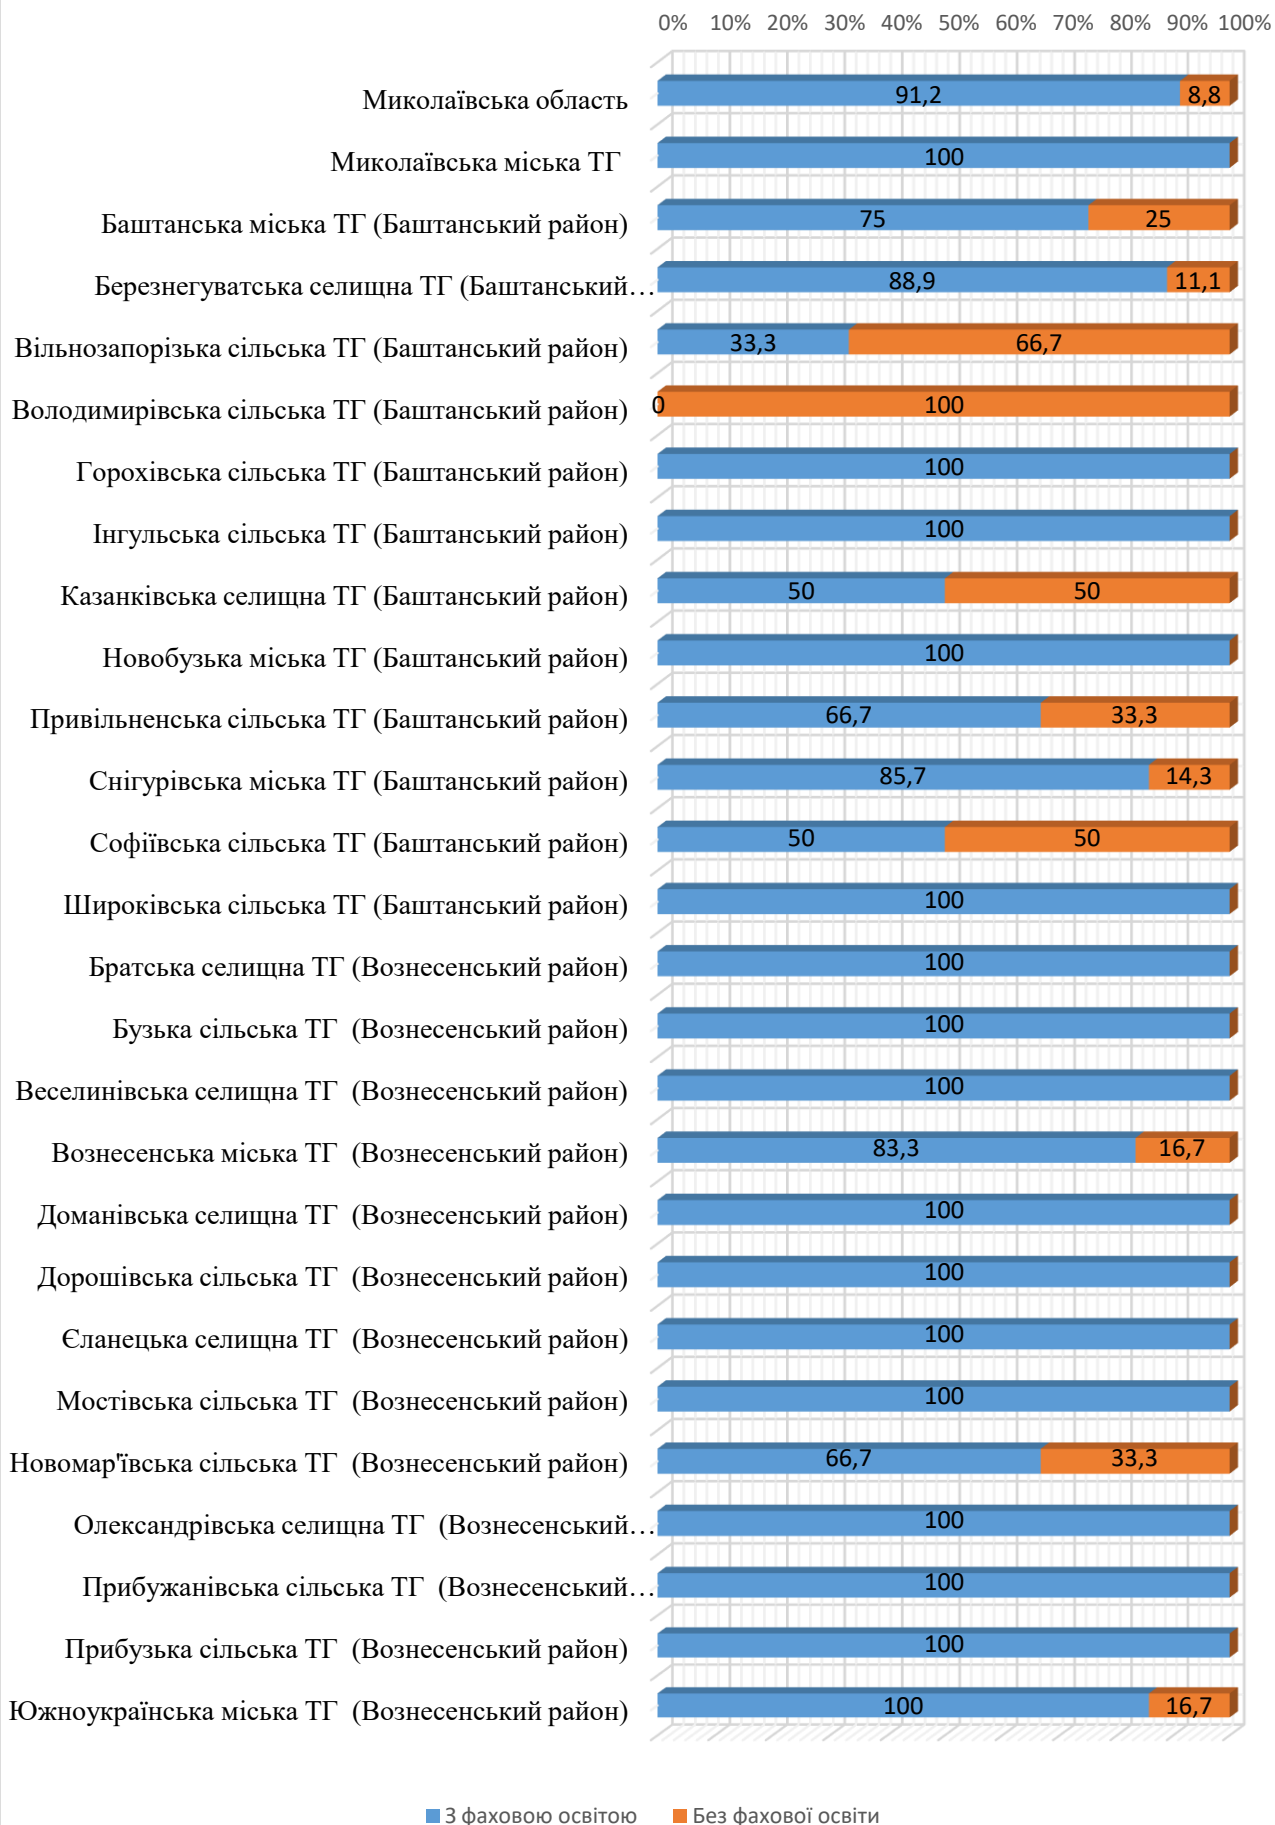 0% 10% 20% 30% 40% 50% 60% 70% 80% 90% 100%
Миколаївська область 91,2 8,8
Миколаївська міська ТГ 100
Баштанська міська ТГ (Баштанський район) 75 25
Березнегуватська селищна ТГ (Баштанський… 88,9 11,1
Вільнозапорізька сільська ТГ (Баштанський район) 33,3 66,7
Володимирівська сільська ТГ (Баштанський район) 0 100
Горохівська сільська ТГ (Баштанський район) 100
Інгульська сільська ТГ (Баштанський район) 100
Казанківська селищна ТГ (Баштанський район) 50 50
Новобузька міська ТГ (Баштанський район) 100
Привільненська сільська ТГ (Баштанський район) 66,7 33,3
Снігурівська міська ТГ (Баштанський район) 85,7 14,3
Софіївська сільська ТГ (Баштанський район) 50 50
Широківська сільська ТГ (Баштанський район) 100
Братська селищна ТГ (Вознесенський район) 100
Бузька сільська ТГ (Вознесенський район) 100
Веселинівська селищна ТГ (Вознесенський район) 100
Вознесенська міська ТГ (Вознесенський район) 83,3 16,7
Доманівська селищна ТГ (Вознесенський район) 100
Дорошівська сільська ТГ (Вознесенський район) 100
Єланецька селищна ТГ (Вознесенський район) 100
Мостівська сільська ТГ (Вознесенський район) 100
Новомар'ївська сільська ТГ (Вознесенський район) 66,7 33,3
Олександрівська селищна ТГ (Вознесенський… 100
Прибужанівська сільська ТГ (Вознесенський… 100
Прибузька сільська ТГ (Вознесенський район) 100
Южноукраїнська міська ТГ (Вознесенський район) 100 16,7
З фаховою освітою Без фахової освіти